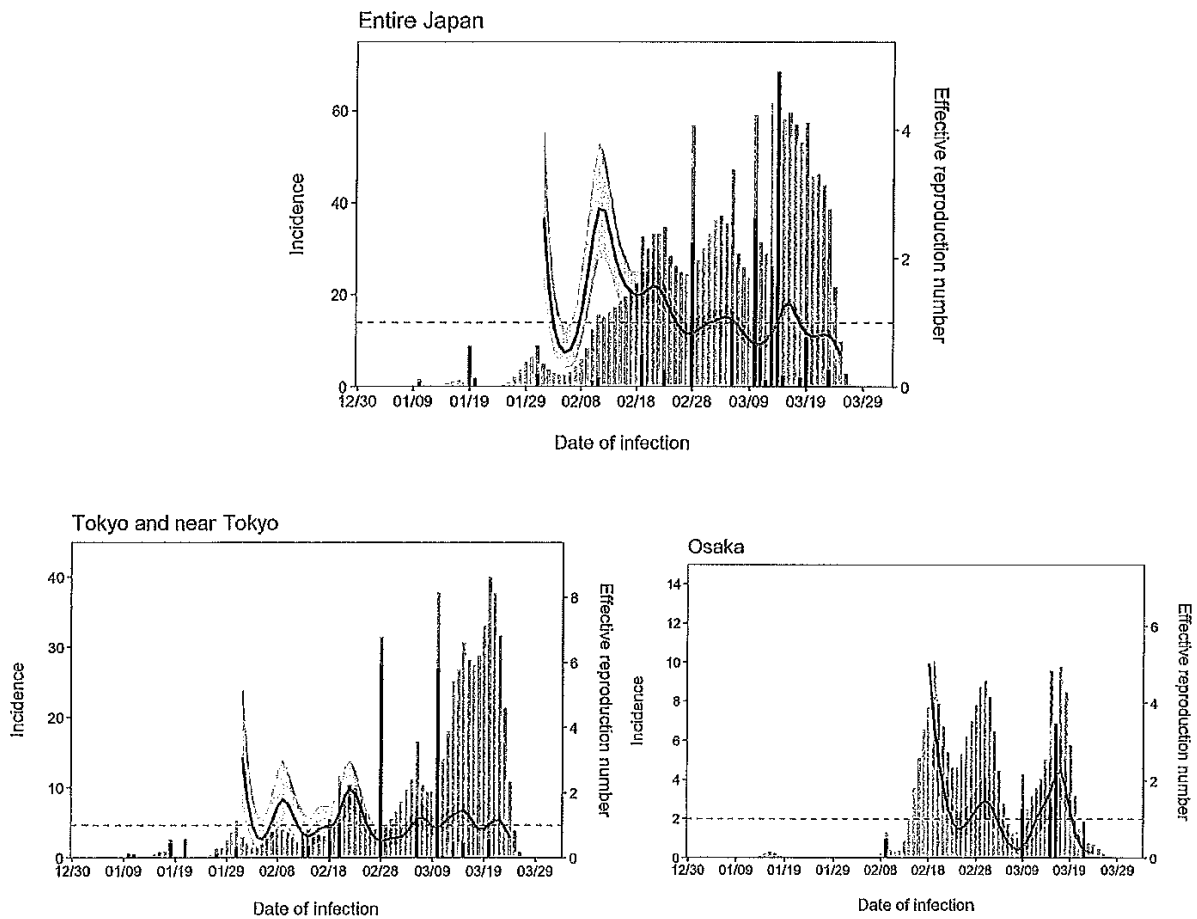 Entire Japan
60
40
20
0
4
2
0
Incidence
Effective reproduction number
12/30 01/09 01/19 01/29 02/08 02/18 02/28 03/09 03/19 03/29
Date of infection
Tokyo and near Tokyo
40
30
20
10
0
8
6
4
2
0
Incidence
Effective reproduction number
12/30 01/09 01/19 01/29 02/08 02/18 02/28 03/09 03/19 03/29
Date of infection
Osaka
14
12
10
8
6
4
2
0
6
4
2
0
Incidence
Effective reproduction number
12/30 01/09 01/19 01/29 02/08 02/18 02/28 03/09 03/19 03/29
Date of infection